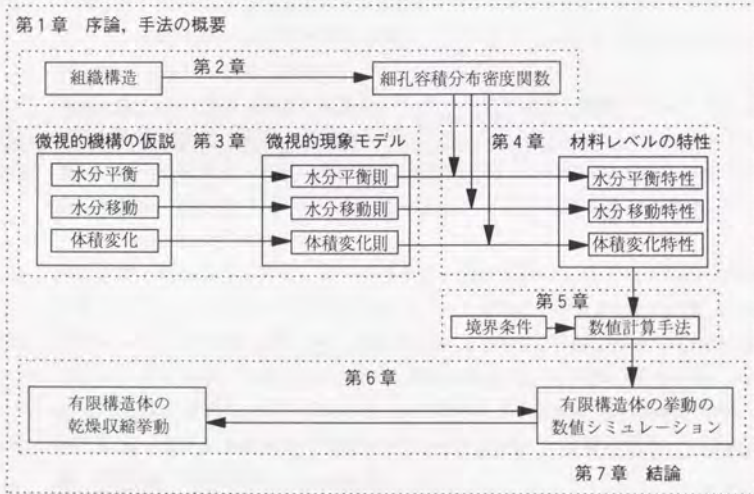 第1章 序論，手法の概要
組織構造
第2章
細孔容積分布密度関数
微視的機構の仮説
第3章
微視的現象モデル
第4章
材料レベルの特性
水分平衡
水分平衡則
水分平衡特性
水分移動
水分移動則
水分移動特性
体積変化
体積変化則
体積変化特性
第5章
境界条件
数値計算手法
第6章
有限構造体の
乾燥収縮挙動
有限構造体の挙動の
数値シミュレーション
第7章 結論